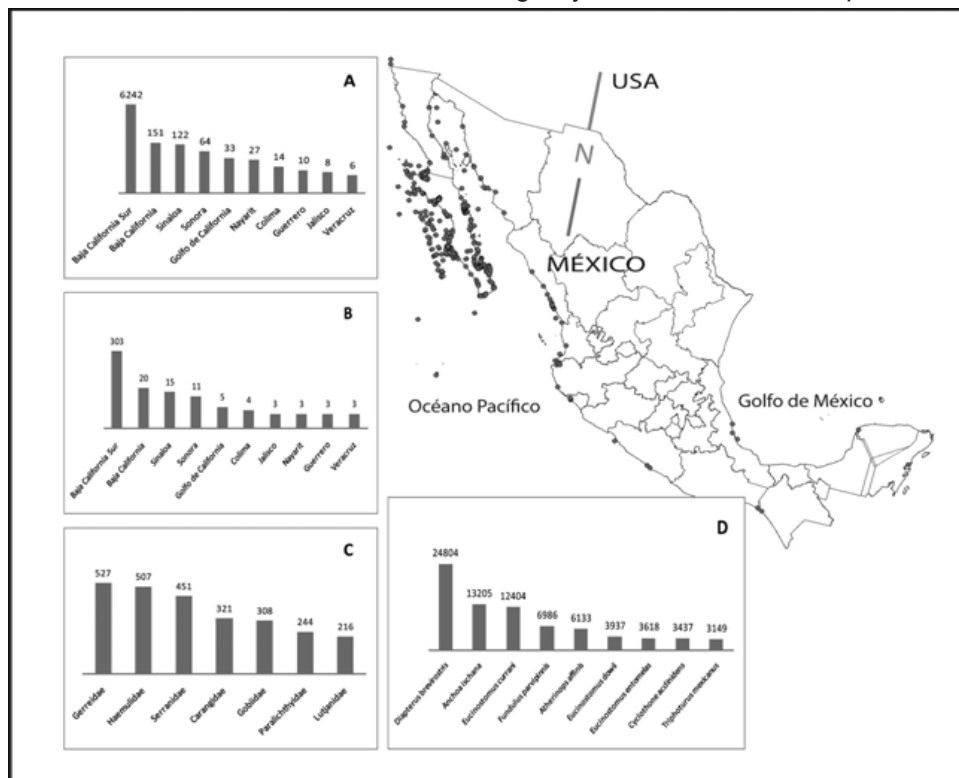 A
6242
151
122
64
33
27
14
10
8
6
Baja California Sur
Baja California
Sinaloa
Sonora
Golfo de California
Nayarit
Colima
Guerrero
Jalisco
Veracruz
B
303
20
15
11
5
4
3
3
3
3
Baja California Sur
Baja California
Sinaloa
Sonora
Golfo de California
Colima
Jalisco
Nayarit
Guerrero
Veracruz
C
527
507
451
321
308
244
216
Gerreidae
Haemulidae
Serranidae
Carangidae
Gobiidae
Paralichthyidae
Lutjanidae
USA
N
MÉXICO
Océano Pacífico
Golfo de México
D
24804
13205
12404
6986
6133
3937
3618
3437
3149
Diapterus brevirostris
Anchoa ischana
Eucinostomus currani
Fundulus parvipinnis
Atherinops affinis
Eucinostomus dowii
Eucinostomus entomelas
Cyclothone acclinidens
Triphoturus mexicanus